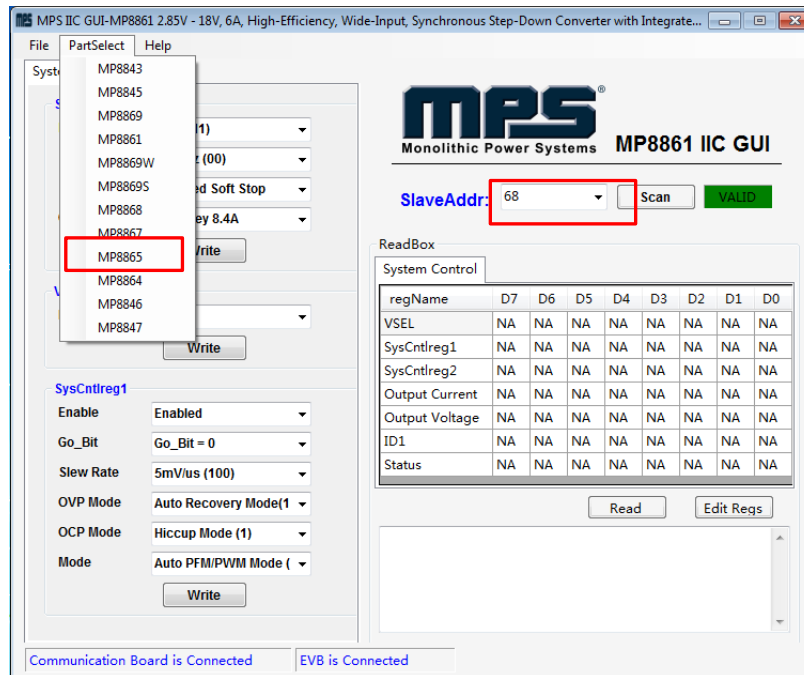 MPS IIC GUI-MP8861 2.85V - 18V, 6A, High-Efficiency, Wide-Input, Synchronous Step-Down Converter with Integrate...
File PartSelect Help
MP8843
MP8845
MP8869
MP8861
MP8869W
MP8869S
MP8868
MP8867
MP8865
MP8864
MP8846
MP8847
Syst
1)
(00)
ed Soft Stop
ey 8.4A
Write
Write
SysCntlreg1
Enable Enabled
Go_Bit Go_Bit = 0
Slew Rate 5mV/us (100)
OVP Mode Auto Recovery Mode(1
OCP Mode Hiccup Mode (1)
Mode Auto PFM/PWM Mode (
Write
mps®
Monolithic Power Systems MP8861 IIC GUI
SlaveAddr: 68 Scan VALID
ReadBox
System Control
regName D7 D6 D5 D4 D3 D2 D1 D0
VSEL NA NA NA NA NA NA NA NA
SysCntlreg1 NA NA NA NA NA NA NA NA
SysCntlreg2 NA NA NA NA NA NA NA NA
Output Current NA NA NA NA NA NA NA NA
Output Voltage NA NA NA NA NA NA NA NA
ID1 NA NA NA NA NA NA NA NA
Status NA NA NA NA NA NA NA NA
Read Edit Regs
Communication Board is Connected EVB is Connected